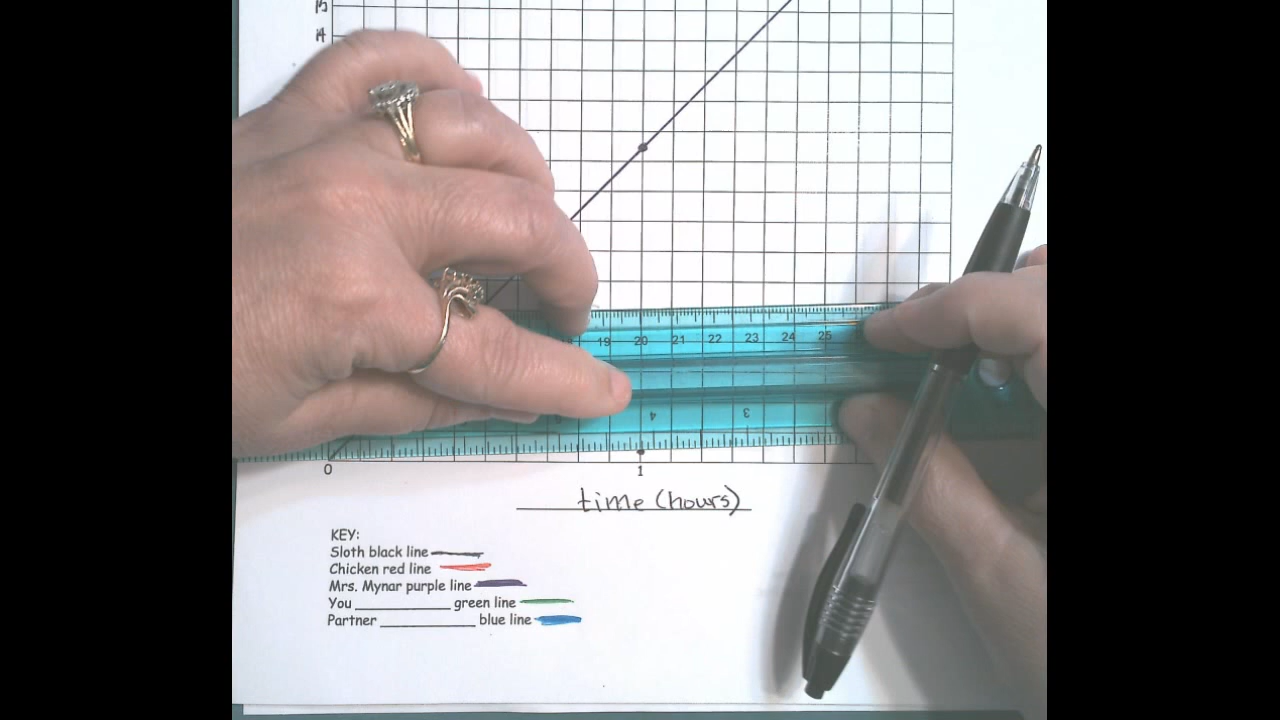 14
19 20 21 22 23 24 25
4 3
0 1
time (hours)
KEY:
Sloth black line
Chicken red line
Mrs. Mynar purple line
You ____________ green line
Partner ____________ blue line